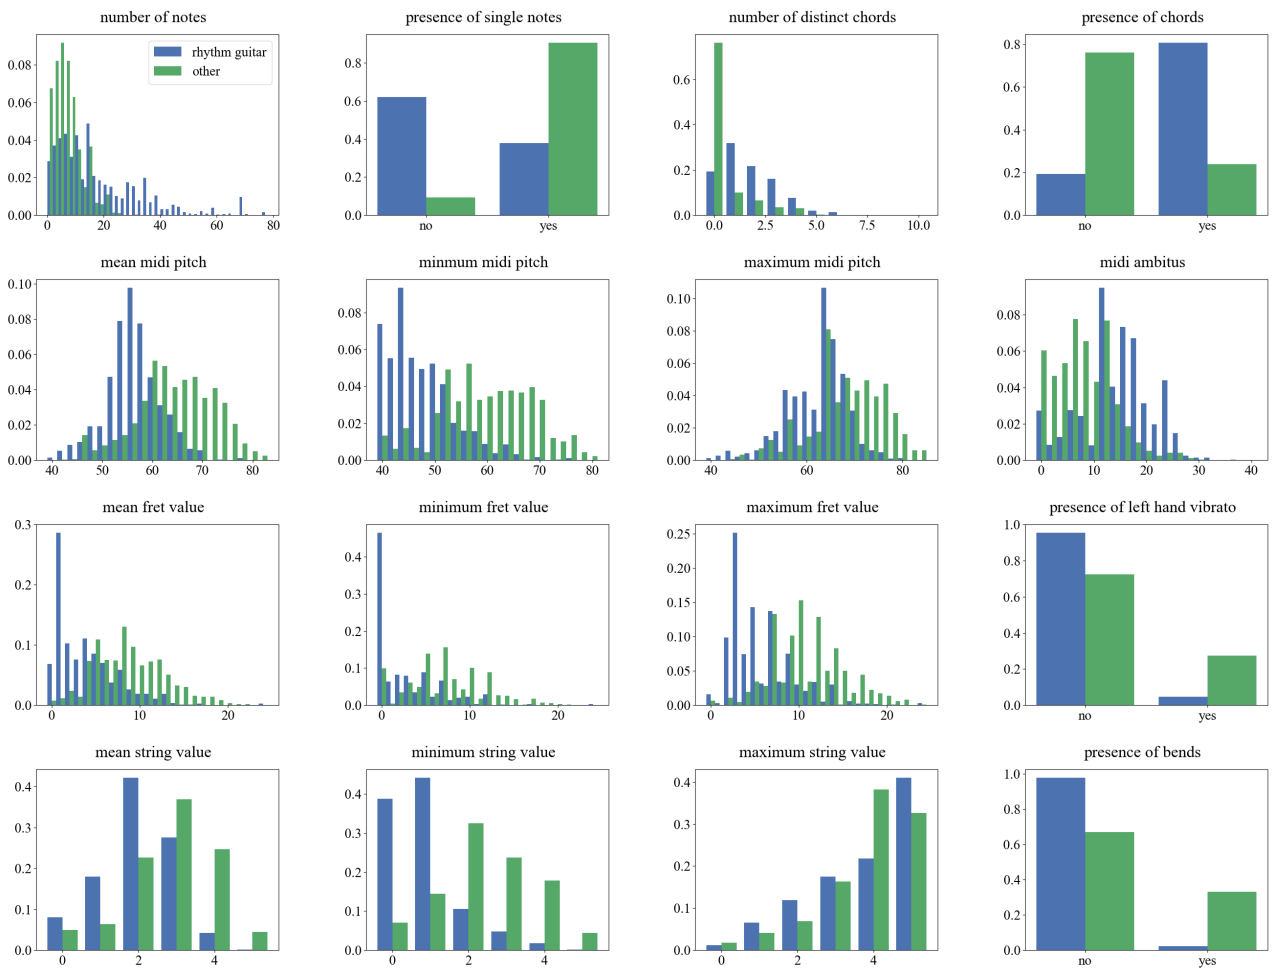 number of notes
presence of single notes
number of distinct chords
presence of chords
rhythm guitar
other
0.08
0.06
0.04
0.02
0.00
0 20 40 60 80
0.8
0.6
0.4
0.2
0.0
no yes
0.6
0.4
0.2
0.0
0.0 2.5 5.0 7.5 10.0
0.8
0.6
0.4
0.2
0.0
no yes
mean midi pitch
minmum midi pitch
maximum midi pitch
midi ambitus
0.10
0.08
0.06
0.04
0.02
0.00
40 60 80
0.08
0.06
0.04
0.02
0.00
40 50 60 70 80
0.10
0.08
0.06
0.04
0.02
0.00
40 60 80
0.08
0.06
0.04
0.02
0.00
0 10 20 30 40
mean fret value
minimum fret value
maximum fret value
presence of left hand vibrato
0.3
0.2
0.1
0.0
0 10 20
0.4
0.3
0.2
0.1
0.0
0 10 20
0.25
0.20
0.15
0.10
0.05
0.00
0 10 20
1.0
0.8
0.6
0.4
0.2
0.0
no yes
mean string value
minimum string value
maximum string value
presence of bends
0.4
0.3
0.2
0.1
0.0
0 2 4
0.4
0.3
0.2
0.1
0.0
0 2 4
0.4
0.3
0.2
0.1
0.0
0 2 4
1.0
0.8
0.6
0.4
0.2
0.0
no yes